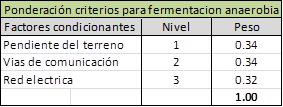 Ponderación criterios para fermentacion anaerobia
Factores condicionantes Nivel Peso
Pendiente del terreno 1 0.34
Vias de comunicación 2 0.34
Red electrica 3 0.32
1.00